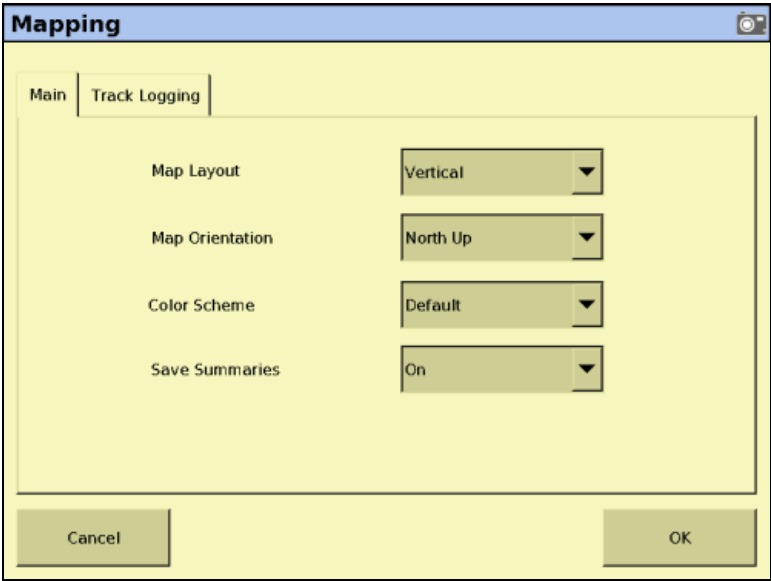 Mapping
Main Track Logging
Map Layout Vertical
Map Orientation North Up
Color Scheme Default
Save Summaries On
Cancel OK